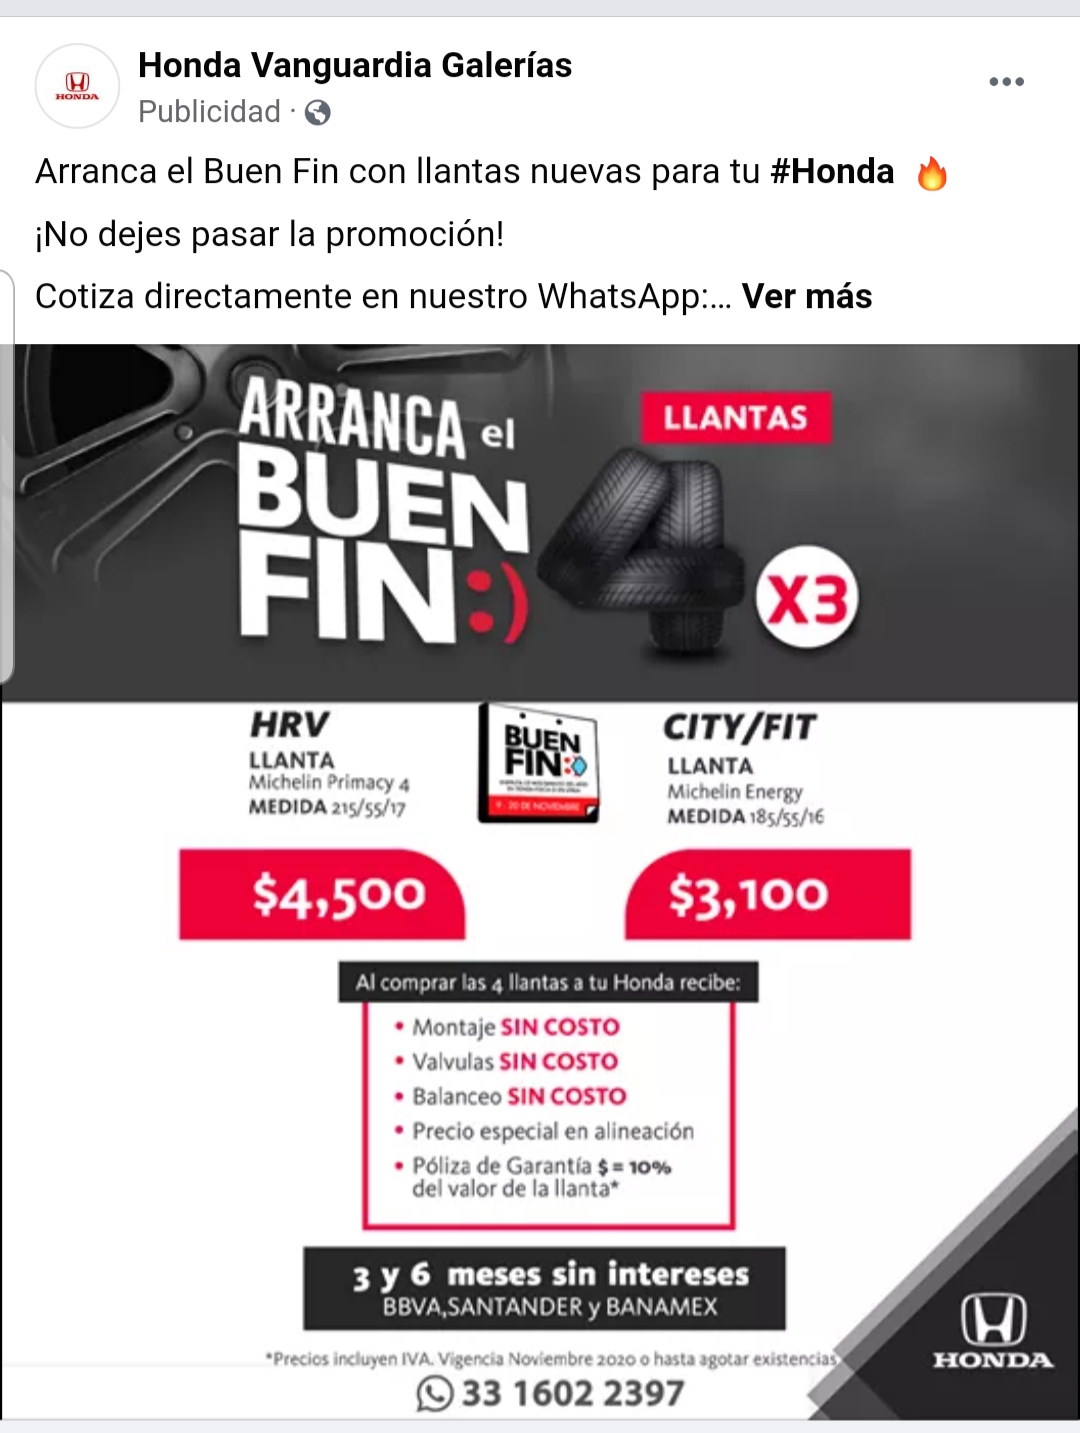 HONDA
Honda Vanguardia Galerías
Publicidad ·
Arranca el Buen Fin con llantas nuevas para tu #Honda 🔥
¡No dejes pasar la promoción!
Cotiza directamente en nuestro WhatsApp:... Ver más
ARRANCA el
BUEN
FIN:)
LLANTAS
4
X3
HRV
LLANTA
Michelin Primacy 4
MEDIDA 215/55/17
BUEN
FIN:
9 - 20 DE NOVIEMBRE
CITY/FIT
LLANTA
Michelin Energy
MEDIDA 185/55/16
$4,500
$3,100
Al comprar las 4 llantas a tu Honda recibe:
• Montaje SIN COSTO
• Valvulas SIN COSTO
• Balanceo SIN COSTO
• Precio especial en alineación
• Póliza de Garantía $ = 10%
del valor de la llanta*
3 y 6 meses sin intereses
BBVA,SANTANDER y BANAMEX
*Precios incluyen IVA. Vigencia Noviembre 2020 o hasta agotar existencias
33 1602 2397
HONDA